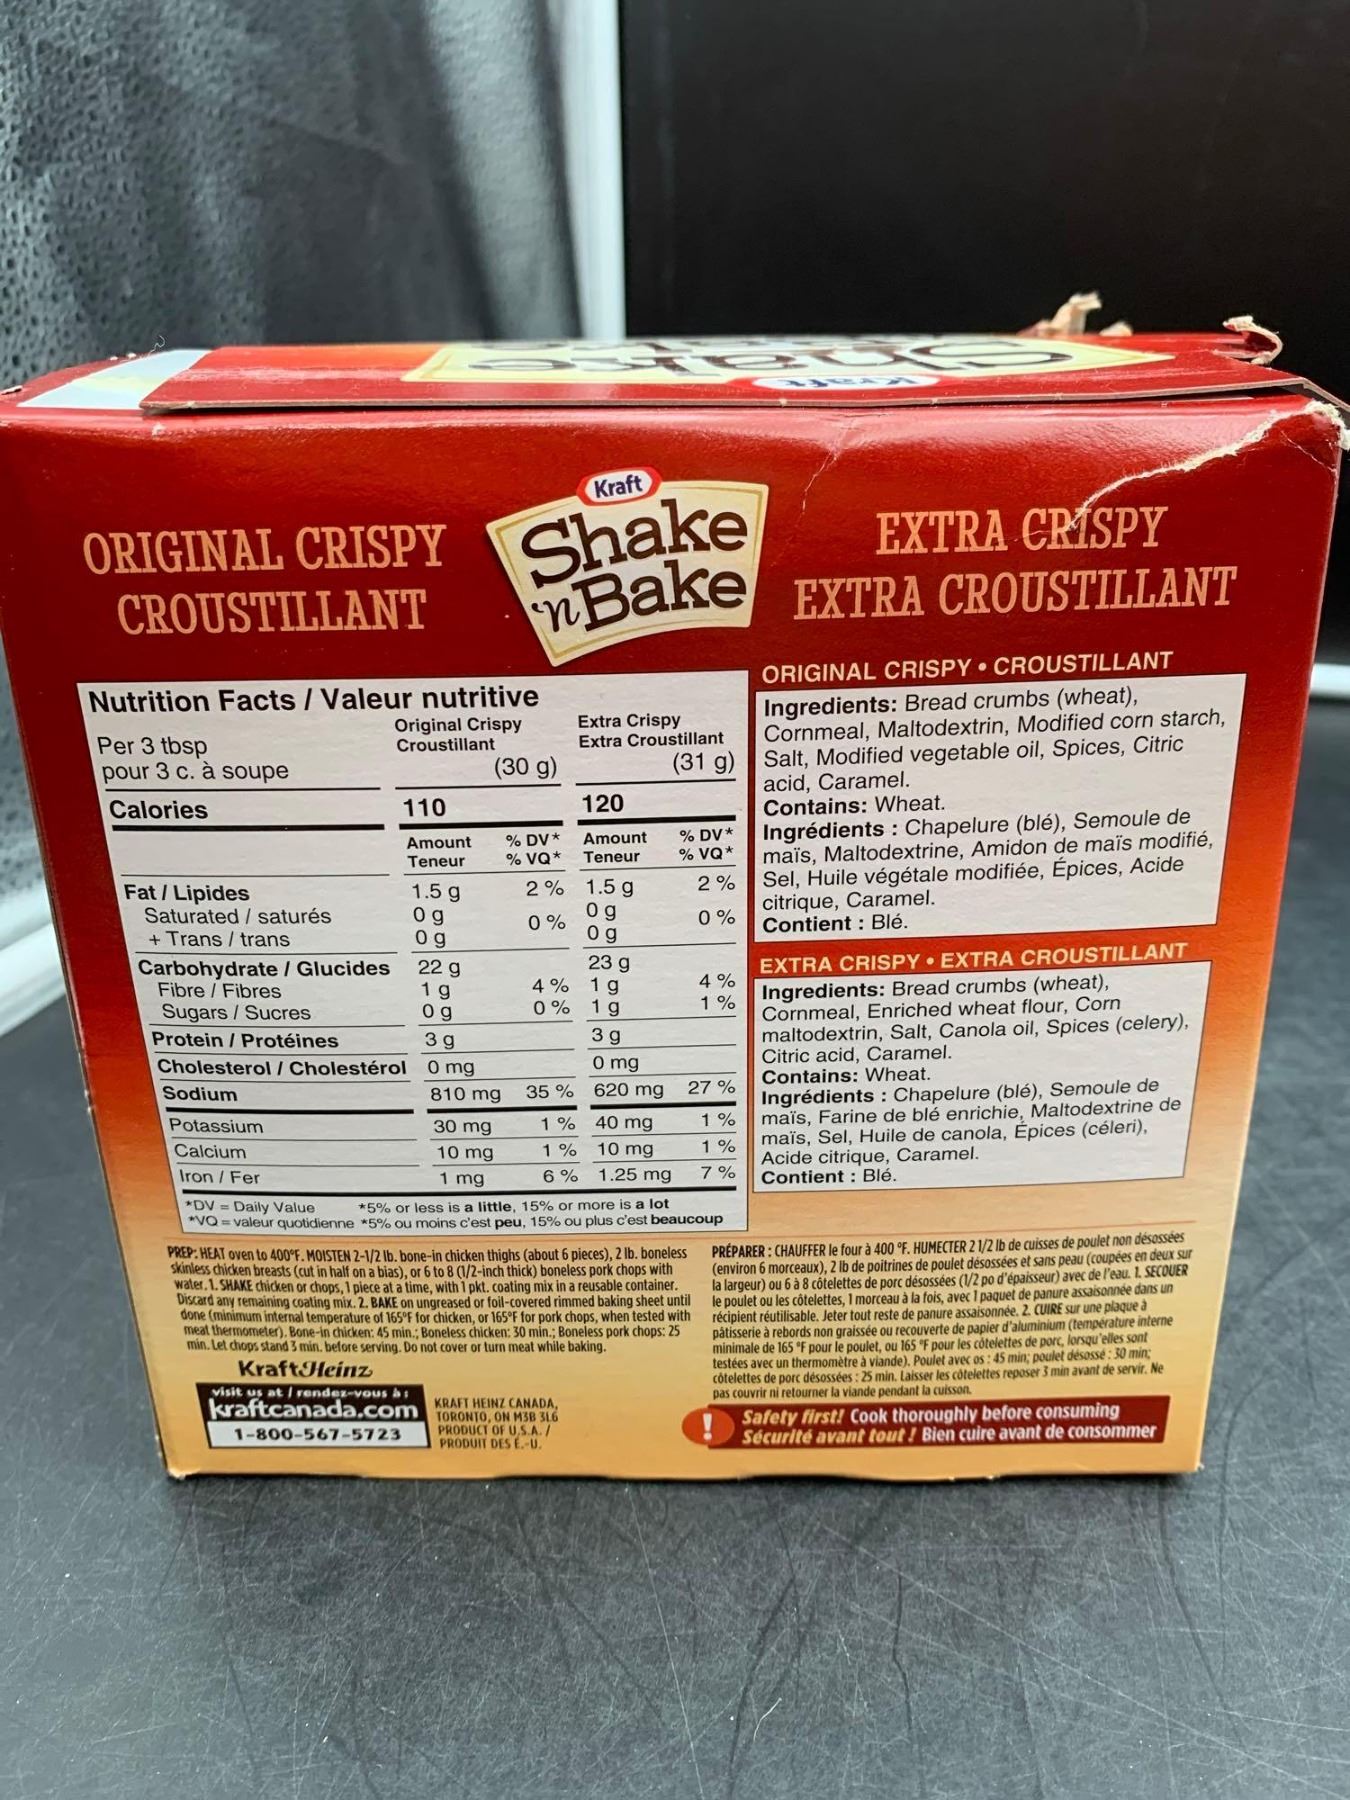 Kraft
Kraft
Shake
'n Bake
ORIGINAL CRISPY
CROUSTILLANT
EXTRA CRISPY
EXTRA CROUSTILLANT
Nutrition Facts / Valeur nutritive
Per 3 tbsp
pour 3 c. à soupe
Original Crispy
Croustillant
(30 g)
Extra Crispy
Extra Croustillant
(31 g)
Calories 110 120
Amount % DV* Amount % DV*
Teneur % VQ* Teneur % VQ*
Fat / Lipides 1.5 g 2 % 1.5 g 2 %
Saturated / saturés 0 g 0 % 0 g 0 %
+ Trans / trans 0 g 0 g
Carbohydrate / Glucides 22 g 23 g
Fibre / Fibres 1 g 4 % 1 g 4 %
Sugars / Sucres 0 g 0 % 1 g 1 %
Protein / Protéines 3 g 3 g
Cholesterol / Cholestérol 0 mg 0 mg
Sodium 810 mg 35 % 620 mg 27 %
Potassium 30 mg 1 % 40 mg 1 %
Calcium 10 mg 1 % 10 mg 1 %
Iron / Fer 1 mg 6 % 1.25 mg 7 %
*DV = Daily Value *5% or less is a little, 15% or more is a lot
*VQ = valeur quotidienne *5% ou moins c'est peu, 15% ou plus c'est beaucoup
ORIGINAL CRISPY • CROUSTILLANT
Ingredients: Bread crumbs (wheat),
Cornmeal, Maltodextrin, Modified corn starch,
Salt, Modified vegetable oil, Spices, Citric
acid, Caramel.
Contains: Wheat.
Ingrédients : Chapelure (blé), Semoule de
maïs, Maltodextrine, Amidon de maïs modifié,
Sel, Huile végétale modifiée, Épices, Acide
citrique, Caramel.
Contient : Blé.
EXTRA CRISPY • EXTRA CROUSTILLANT
Ingredients: Bread crumbs (wheat),
Cornmeal, Enriched wheat flour, Corn
maltodextrin, Salt, Canola oil, Spices (celery),
Citric acid, Caramel.
Contains: Wheat.
Ingrédients : Chapelure (blé), Semoule de
maïs, Farine de blé enrichie, Maltodextrine de
maïs, Sel, Huile de canola, Épices (céleri),
Acide citrique, Caramel.
Contient : Blé.
PREP: HEAT oven to 400°F. MOISTEN 2-1/2 lb. bone-in chicken thighs (about 6 pieces), 2 lb. boneless
skinless chicken breasts (cut in half on a bias), or 6 to 8 (1/2-inch thick) boneless pork chops with
water. 1. SHAKE chicken or chops, 1 piece at a time, with 1 pkt. coating mix in a reusable container.
Discard any remaining coating mix. 2. BAKE on ungreased or foil-covered rimmed baking sheet until
done (minimum internal temperature of 165°F for chicken, or 165°F for pork chops, when tested with
meat thermometer). Bone-in chicken: 45 min.; Boneless chicken: 30 min.; Boneless pork chops: 25
min. Let chops stand 3 min. before serving. Do not cover or turn meat while baking.
PRÉPARER : CHAUFFER le four à 400 °F. HUMECTER 2 1/2 lb de cuisses de poulet non désossées
(environ 6 morceaux), 2 lb de poitrines de poulet désossées et sans peau (coupées en deux sur
la largeur) ou 6 à 8 côtelettes de porc désossées (1/2 po d'épaisseur) avec de l'eau. 1. SECOUER
le poulet ou les côtelettes, 1 morceau à la fois, avec 1 paquet de panure assaisonnée dans un
récipient réutilisable. Jeter tout reste de panure assaisonnée. 2. CUIRE sur une plaque à
pâtisserie à rebords non graissée ou recouverte de papier d'aluminium (température interne
minimale de 165 °F pour le poulet, ou 165 °F pour les côtelettes de porc, lorsqu'elles sont
testées avec un thermomètre à viande). Poulet avec os : 45 min; poulet désossé : 30 min;
côtelettes de porc désossées : 25 min. Laisser les côtelettes reposer 3 min avant de servir. Ne
pas couvrir ni retourner la viande pendant la cuisson.
KraftHeinz
visit us at / rendez-vous à :
kraftcanada.com
1-800-567-5723
KRAFT HEINZ CANADA,
TORONTO, ON M3B 3L6
PRODUCT OF U.S.A. /
PRODUIT DES É.-U.
! Safety first! Cook thoroughly before consuming
Sécurité avant tout ! Bien cuire avant de consommer